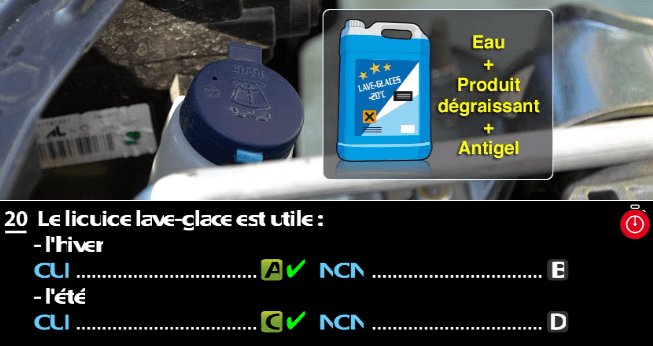 LAVE-GLACES
-20°C
Eau
+
Produit
dégraissant
+
Antigel
20 Le liquide lave-glace est utile :
- l'hiver
OUI ............................... A ✓ NON ............................. B
- l'été
OUI ............................... C ✓ NON ............................. D